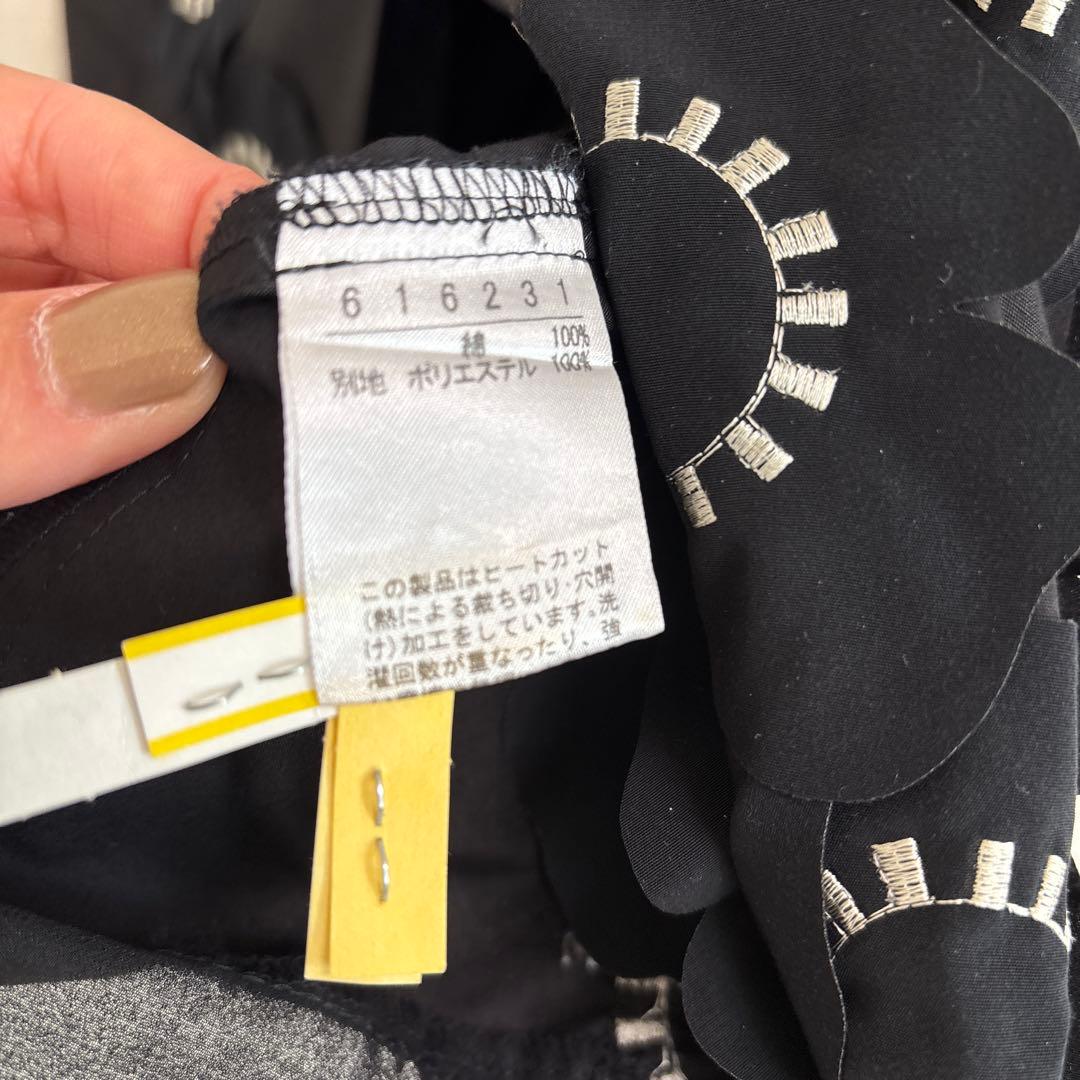 616231
綿 100%
別地 ポリエステル 100%
この製品はヒートカット
(熱による裁ち切り・穴開
け)加工をしています。洗
濯回数が重なったり、強